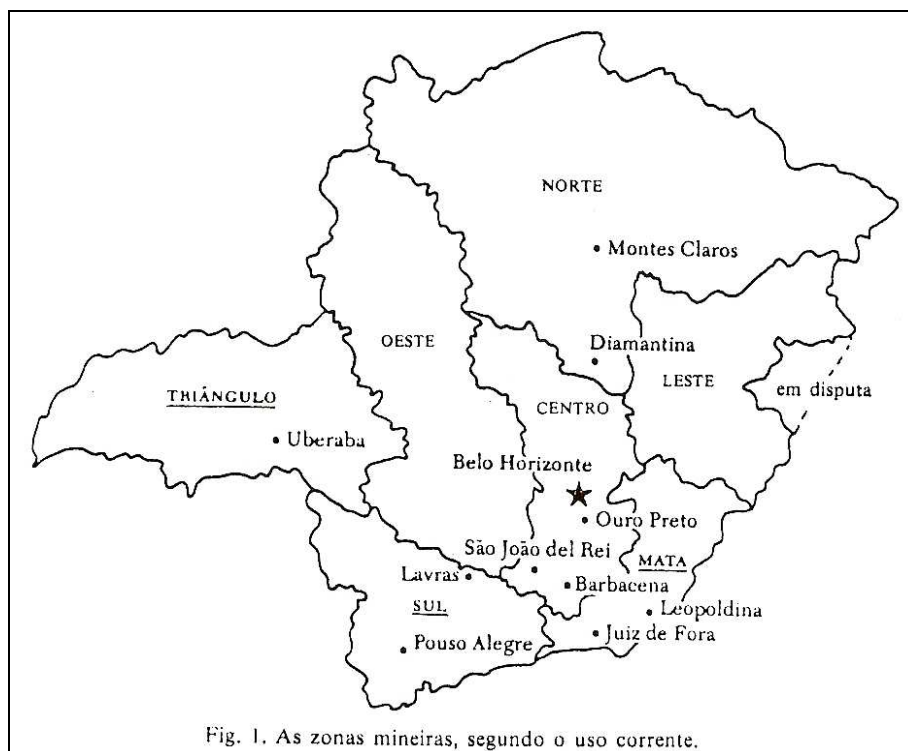 NORTE
Montes Claros
Diamantina
OESTE
LESTE
em disputa
TRIÂNGULO
CENTRO
Uberaba
Belo Horizonte
Ouro Preto
São João del Rei
MATA
Lavras
Barbacena
SUL
Leopoldina
Juiz de Fora
Pouso Alegre
Fig. 1. As zonas mineiras, segundo o uso corrente.